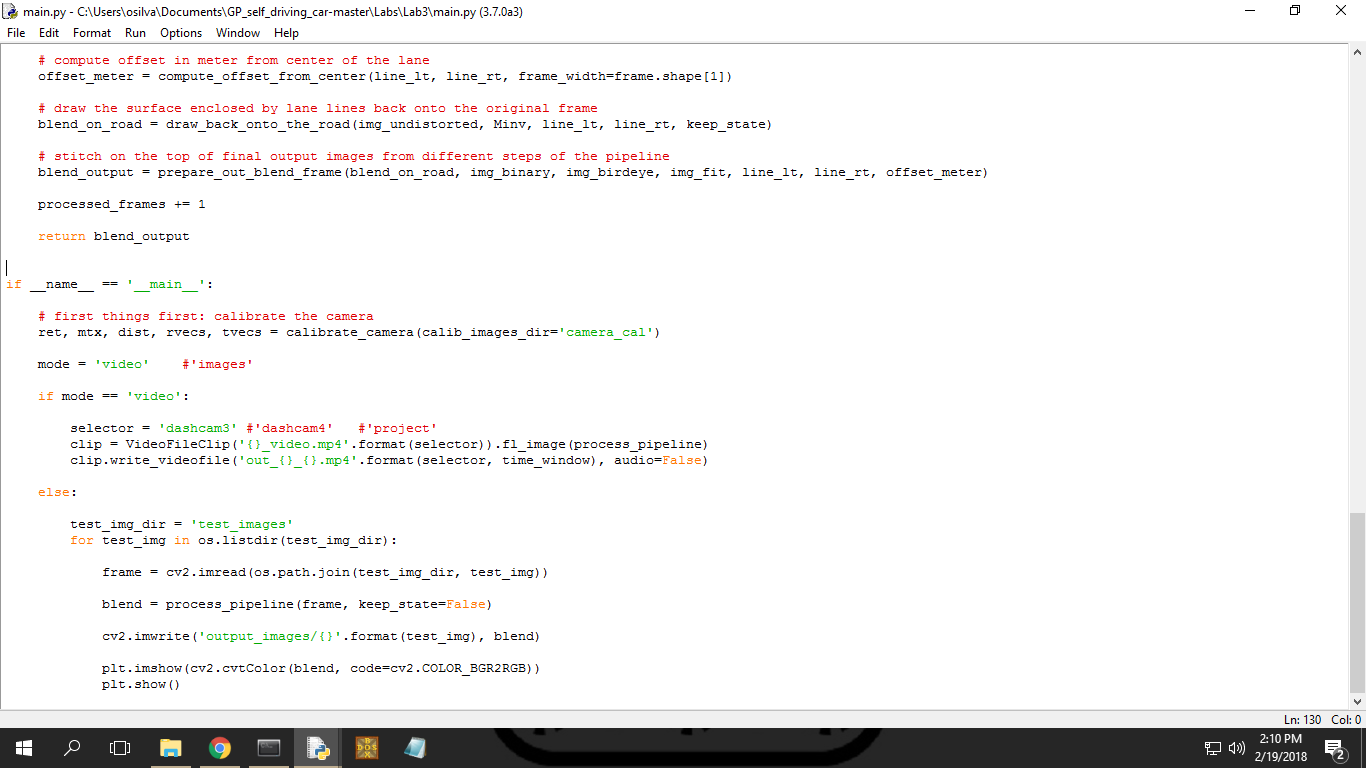 main.py - C:\Users\osilva\Documents\GP_self_driving_car-master\Labs\Lab3\main.py (3.7.0a3)
File Edit Format Run Options Window Help
# compute offset in meter from center of the lane
offset_meter = compute_offset_from_center(line_lt, line_rt, frame_width=frame.shape[1])
# draw the surface enclosed by lane lines back onto the original frame
blend_on_road = draw_back_onto_the_road(img_undistorted, Minv, line_lt, line_rt, keep_state)
# stitch on the top of final output images from different steps of the pipeline
blend_output = prepare_out_blend_frame(blend_on_road, img_binary, img_birdeye, img_fit, line_lt, line_rt, offset_meter)
processed_frames += 1
return blend_output
if __name__ == '__main__':
# first things first: calibrate the camera
ret, mtx, dist, rvecs, tvecs = calibrate_camera(calib_images_dir='camera_cal')
mode = 'video'    #'images'
if mode == 'video':
selector = 'dashcam3' #'dashcam4'   #'project'
clip = VideoFileClip('{}_video.mp4'.format(selector)).fl_image(process_pipeline)
clip.write_videofile('out_{}_{}.mp4'.format(selector, time_window), audio=False)
else:
test_img_dir = 'test_images'
for test_img in os.listdir(test_img_dir):
frame = cv2.imread(os.path.join(test_img_dir, test_img))
blend = process_pipeline(frame, keep_state=False)
cv2.imwrite('output_images/{}'.format(test_img), blend)
plt.imshow(cv2.cvtColor(blend, code=cv2.COLOR_BGR2RGB))
plt.show()
Ln: 130 Col: 0
2:10 PM
2/19/2018
2